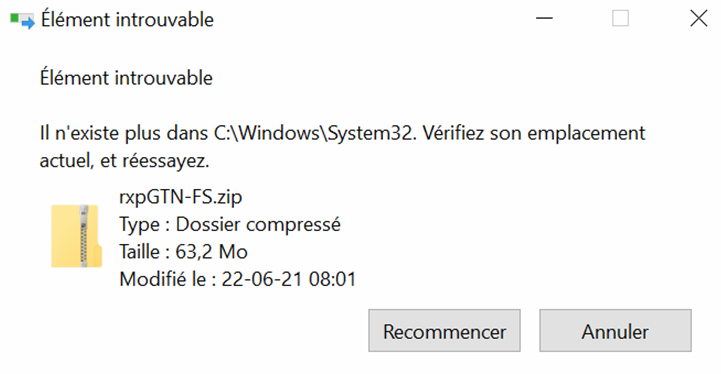 Élément introuvable
Élément introuvable
Il n'existe plus dans C:\Windows\System32. Vérifiez son emplacement
actuel, et réessayez.
rxpGTN-FS.zip
Type : Dossier compressé
Taille : 63,2 Mo
Modifié le : 22-06-21 08:01
Recommencer
Annuler